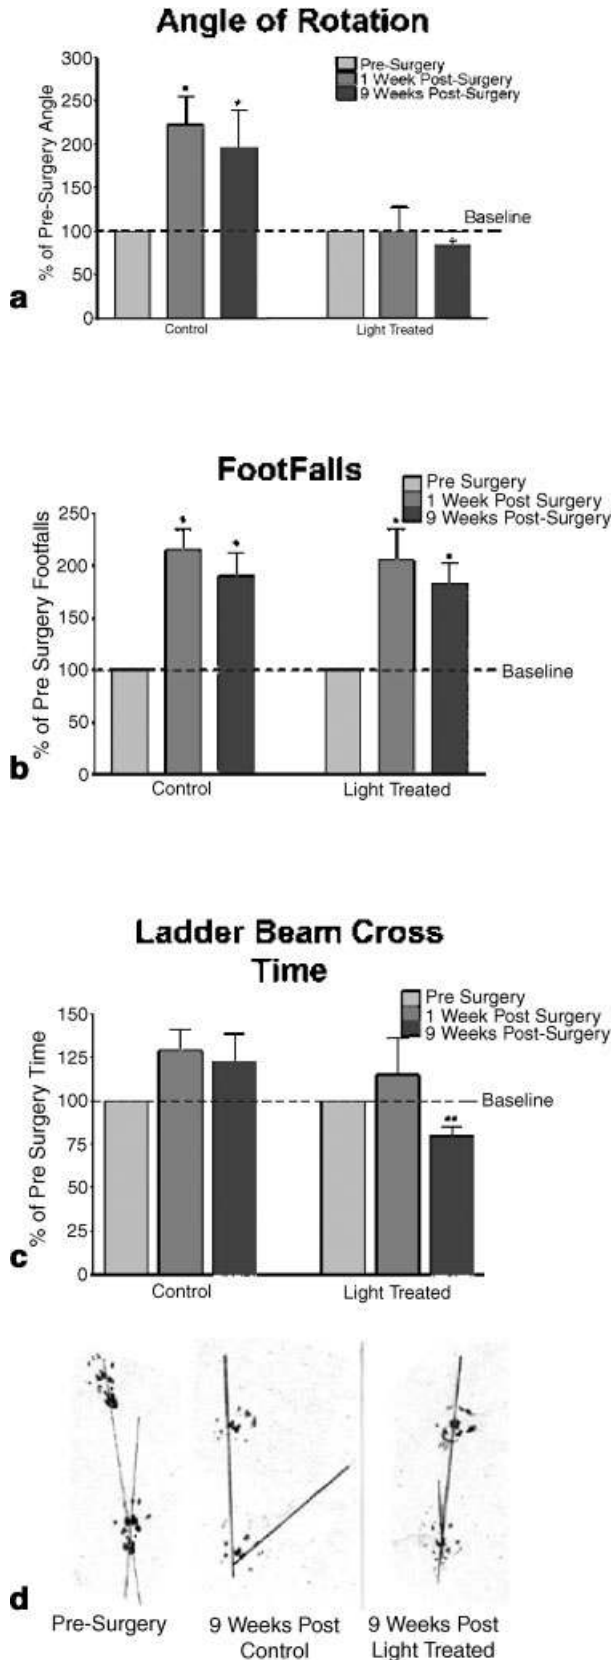 Angle of Rotation
Pre-Surgery
1 Week Post-Surgery
9 Weeks Post-Surgery
% of Pre-Surgery Angle
300
250
200
150
100
50
0
Baseline
Control
Light Treated
a
FootFalls
Pre Surgery
1 Week Post Surgery
9 Weeks Post-Surgery
% of Pre Surgery Footfalls
250
200
150
100
50
0
Baseline
Control
Light Treated
b
Ladder Beam Cross
Time
Pre Surgery
1 Week Post Surgery
9 Weeks Post-Surgery
% of Pre Surgery Time
150
125
100
75
50
25
0
Baseline
Control
Light Treated
c
d
Pre-Surgery
9 Weeks Post
Control
9 Weeks Post
Light Treated